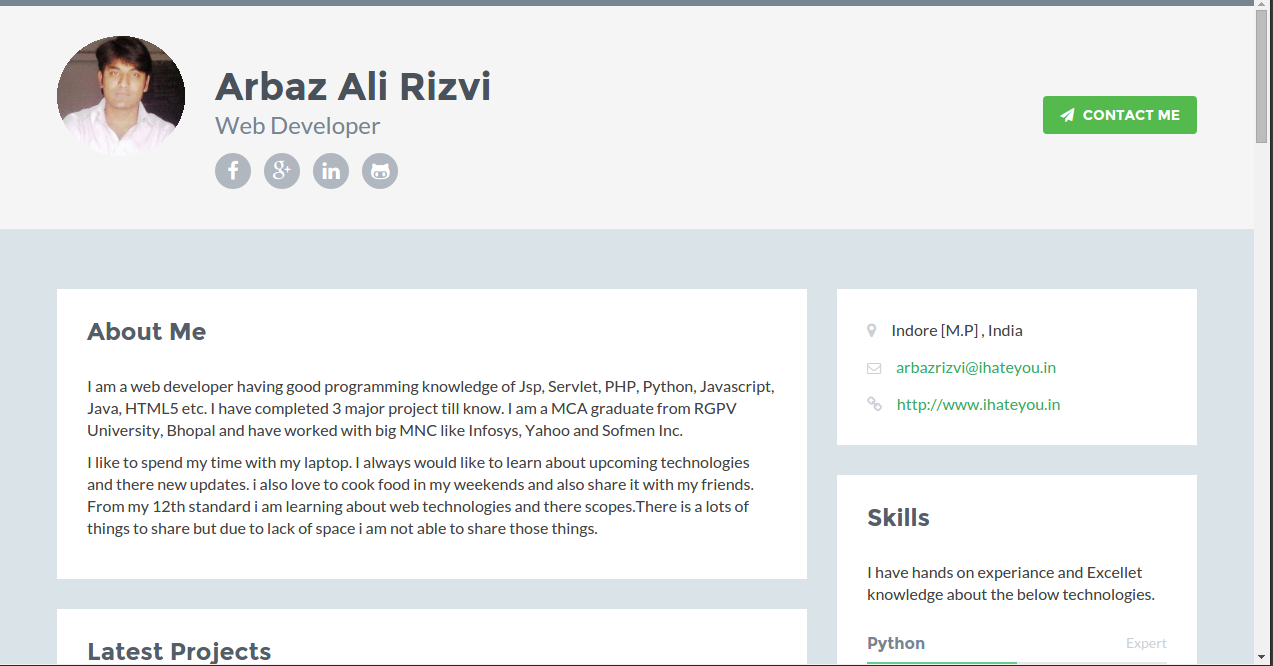 Arbaz Ali Rizvi
Web Developer
CONTACT ME
About Me
I am a web developer having good programming knowledge of Jsp, Servlet, PHP, Python, Javascript,
Java, HTML5 etc. I have completed 3 major project till know. I am a MCA graduate from RGPV
University, Bhopal and have worked with big MNC like Infosys, Yahoo and Sofmen Inc.
I like to spend my time with my laptop. I always would like to learn about upcoming technologies
and there new updates. i also love to cook food in my weekends and also share it with my friends.
From my 12th standard i am learning about web technologies and there scopes.There is a lots of
things to share but due to lack of space i am not able to share those things.
Latest Projects
Indore [M.P] , India
arbazrizvi@ihateyou.in
http://www.ihateyou.in
Skills
I have hands on experiance and Excellet
knowledge about the below technologies.
Python Expert